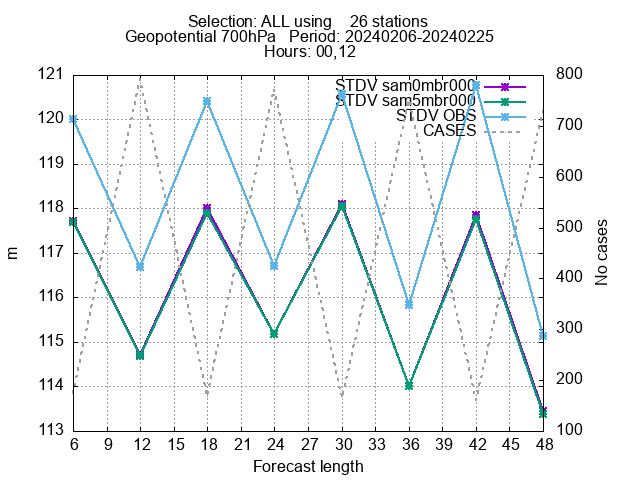 Selection: ALL using    26 stations
Geopotential 700hPa   Period: 20240206-20240225
Hours: 00,12
STDV sam0mbr000
STDV sam5mbr000
STDV OBS
CASES
121
120
119
118
117
116
115
114
113
m
800
700
600
500
400
300
200
100
No cases
6 9 12 15 18 21 24 27 30 33 36 39 42 45 48
Forecast length